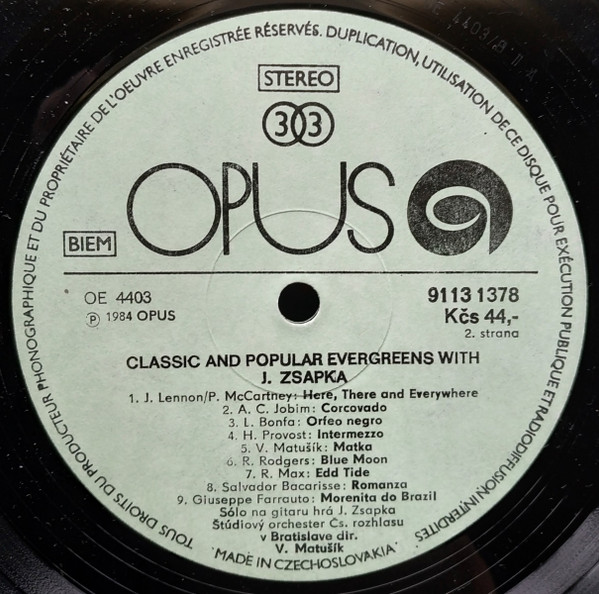 TOUS DROITS DU PRODUCTEUR PHONOGRAPHIQUE ET DU PROPRIÉTAIRE DE L'OEUVRE ENREGISTRÉE RÉSERVÉS. DUPLICATION, UTILISATION DE CE DISQUE POUR EXÉCUTION PUBLIQUE ET RADIODIFFUSION INTERDITES
STEREO
33
OPUS
BIEM
OE 4403
9113 1378
Ⓟ 1984 OPUS
Kčs 44,-
2. strana
CLASSIC AND POPULAR EVERGREENS WITH
J. ZSAPKA
1. J. Lennon/P. McCartney: Here, There and Everywhere
2. A. C. Jobim: Corcovado
3. L. Bonfa: Orfeo negro
4. H. Provost: Intermezzo
5. V. Matušík: Matka
6. R. Rodgers: Blue Moon
7. R. Max: Edd Tide
8. Salvador Bacarisse: Romanza
9. Giuseppe Farrauto: Morenita do Brazil
Sólo na gitaru hrá J. Zsapka
Štúdiový orchester Čs. rozhlasu
v Bratislave dir.
V. Matušík
MADE IN CZECHOSLOVAKIA